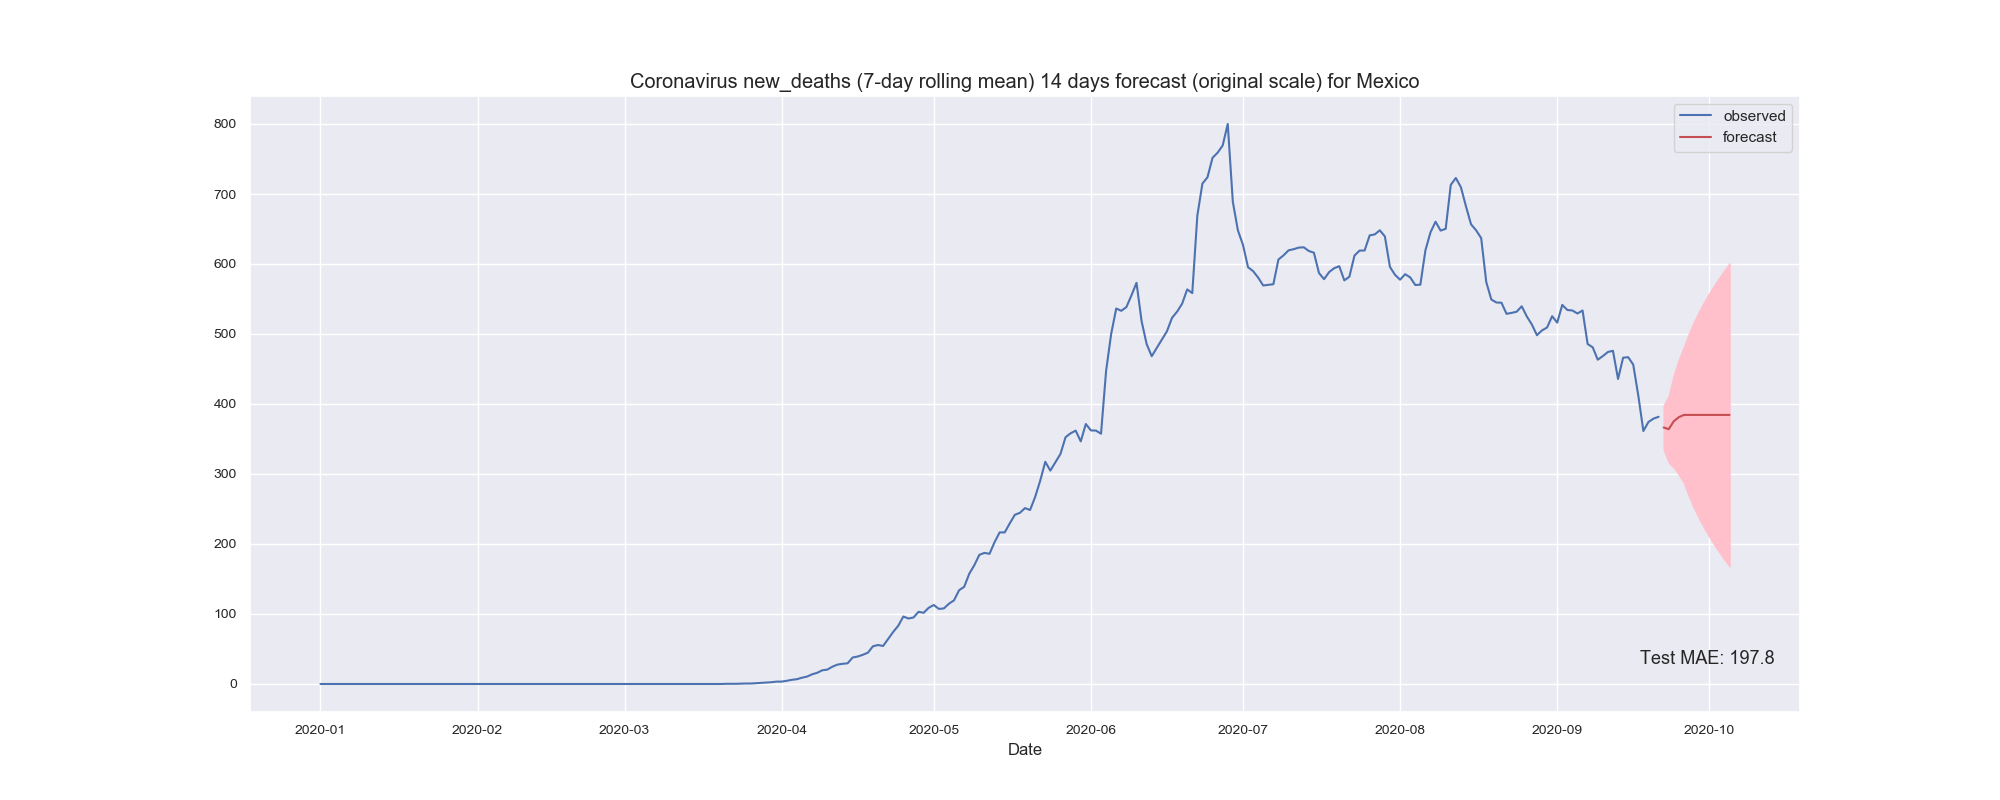 Coronavirus new_deaths (7-day rolling mean) 14 days forecast (original scale) for Mexico
observed
forecast
800
700
600
500
400
300
200
100
0
Test MAE: 197.8
2020-01 2020-02 2020-03 2020-04 2020-05 2020-06 2020-07 2020-08 2020-09 2020-10
Date